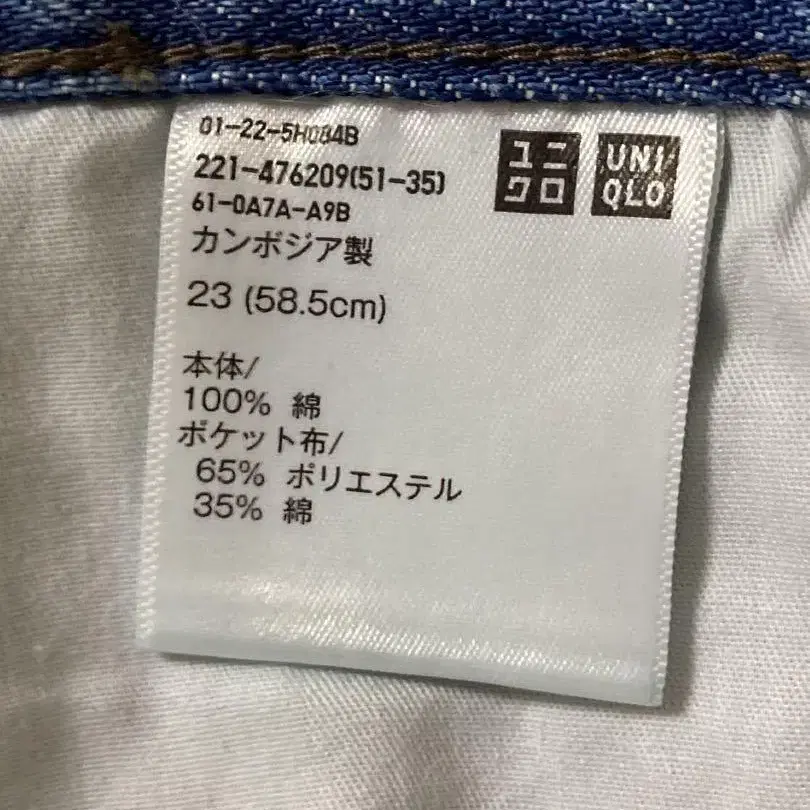 01-22-5H084B
221-476209(51-35)
61-0A7A-A9B
カンボジア製
23 (58.5cm)
本体/
100% 綿
ポケット布/
65% ポリエステル
35% 綿
ユニ
クロ
UNI
QLO